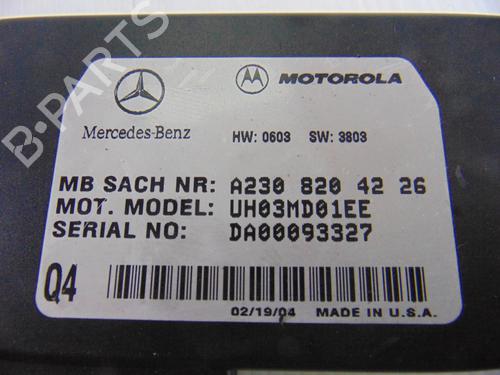 B-PARTS
MOTOROLA
Mercedes-Benz HW: 0603 SW: 3803
MB SACH NR: A230 820 42 26
MOT. MODEL: UH03MD01EE
SERIAL NO: DA00093327
Q4
02/19/04 MADE IN U.S.A.